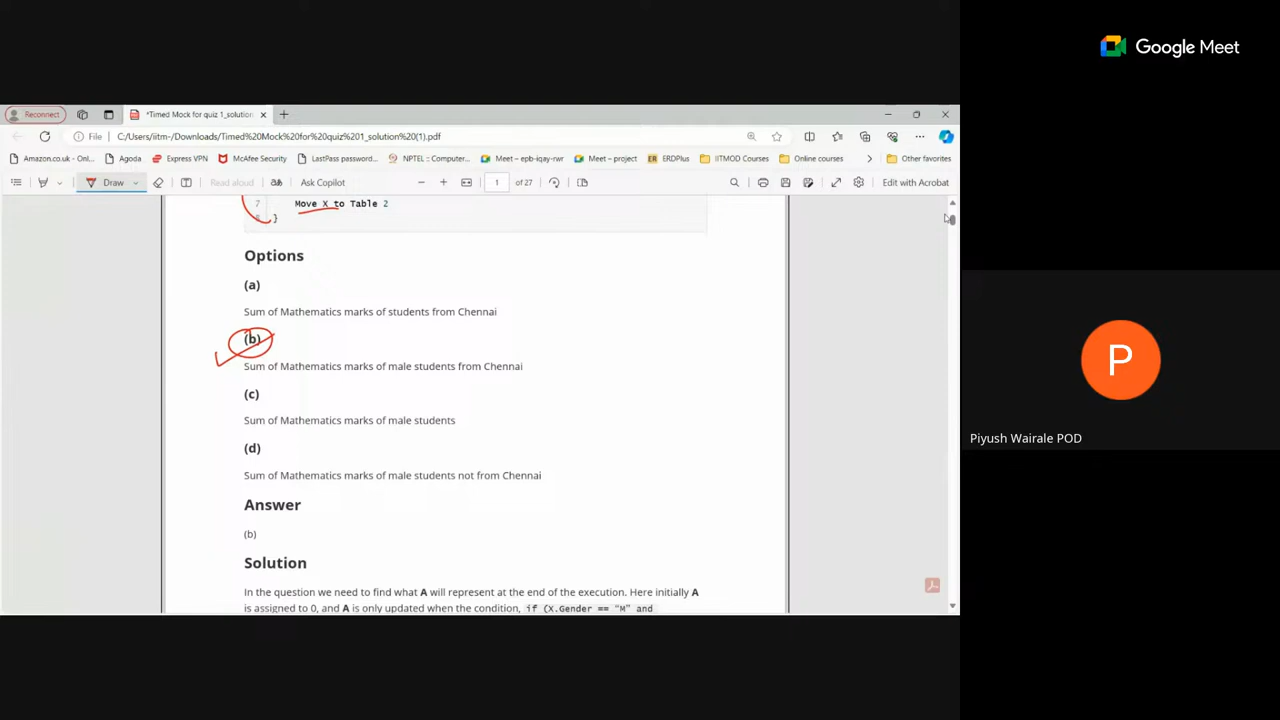 Google Meet
Reconnect
*Timed Mock for quiz 1_solution
File
C:/Users/iitm-/Downloads/Timed%20Mock%20for%20quiz%201_solution%20(1).pdf
Amazon.co.uk - Onl...
Agoda
Express VPN
McAfee Security
LastPass password...
NPTEL :: Computer...
Meet – epb-iqay-rwr
Meet – project
ER ERDPlus
IITMOD Courses
Online courses
Other favorites
Draw
Read aloud
Ask Copilot
1 of 27
Edit with Acrobat
7 Move X to Table 2
8 }
Options
(a)
Sum of Mathematics marks of students from Chennai
(b)
Sum of Mathematics marks of male students from Chennai
(c)
Sum of Mathematics marks of male students
(d)
Sum of Mathematics marks of male students not from Chennai
Answer
(b)
Solution
In the question we need to find what A will represent at the end of the execution. Here initially A
is assigned to 0, and A is only updated when the condition, if (X.Gender == "M" and
P
Piyush Wairale POD